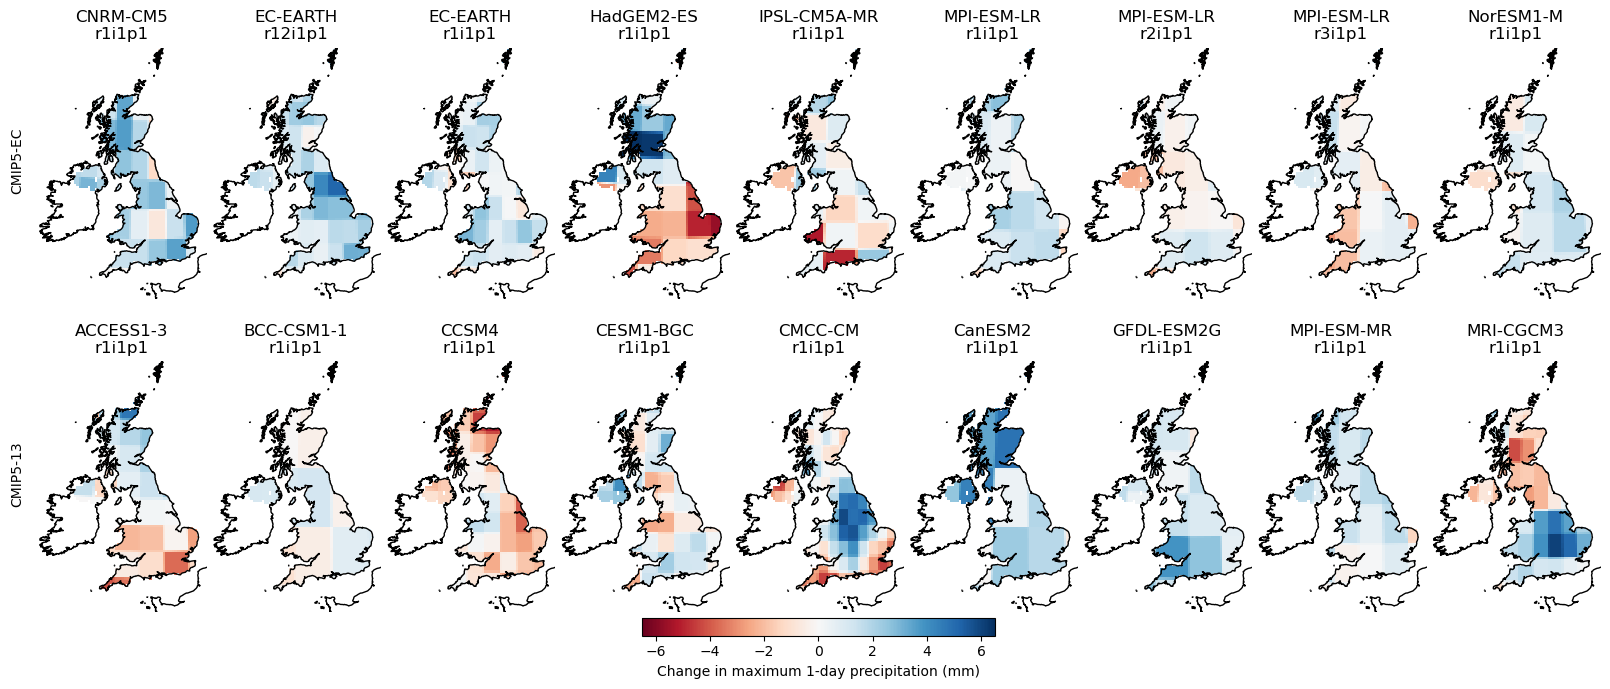 CNRM-CM5 EC-EARTH EC-EARTH HadGEM2-ES IPSL-CM5A-MR MPI-ESM-LR MPI-ESM-LR MPI-ESM-LR NorESM1-M
r1i1p1 r12i1p1 r1i1p1 r1i1p1 r1i1p1 r1i1p1 r2i1p1 r3i1p1 r1i1p1
CMIP5-EC
ACCESS1-3 BCC-CSM1-1 CCSM4 CESM1-BGC CMCC-CM CanESM2 GFDL-ESM2G MPI-ESM-MR MRI-CGCM3
r1i1p1 r1i1p1 r1i1p1 r1i1p1 r1i1p1 r1i1p1 r1i1p1 r1i1p1 r1i1p1
CMIP5-13
−6 −4 −2 0 2 4 6
Change in maximum 1-day precipitation (mm)